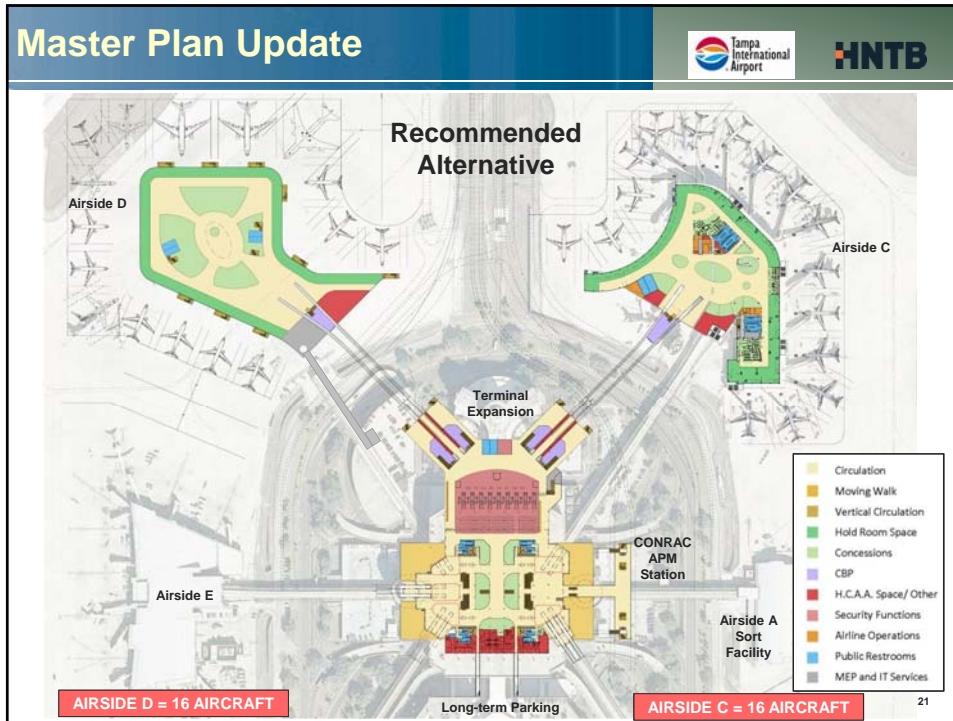 Master Plan Update
Tampa
International
Airport
HNTB
Recommended
Alternative
Airside D
Airside C
Terminal
Expansion
CONRAC
APM
Station
Airside E
Airside A
Sort
Facility
Long-term Parking
Circulation
Moving Walk
Vertical Circulation
Hold Room Space
Concessions
CBP
H.C.A.A. Space/ Other
Security Functions
Airline Operations
Public Restrooms
MEP and IT Services
AIRSIDE D = 16 AIRCRAFT
AIRSIDE C = 16 AIRCRAFT
21